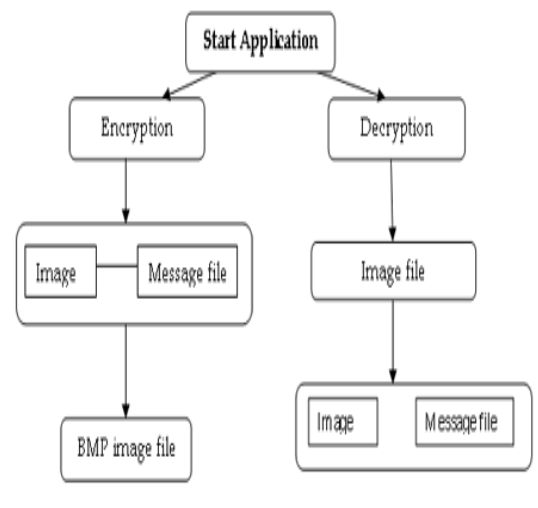 Start Application
Encryption
Decryption
Image
Message file
Image file
BMP image file
Image
Message file